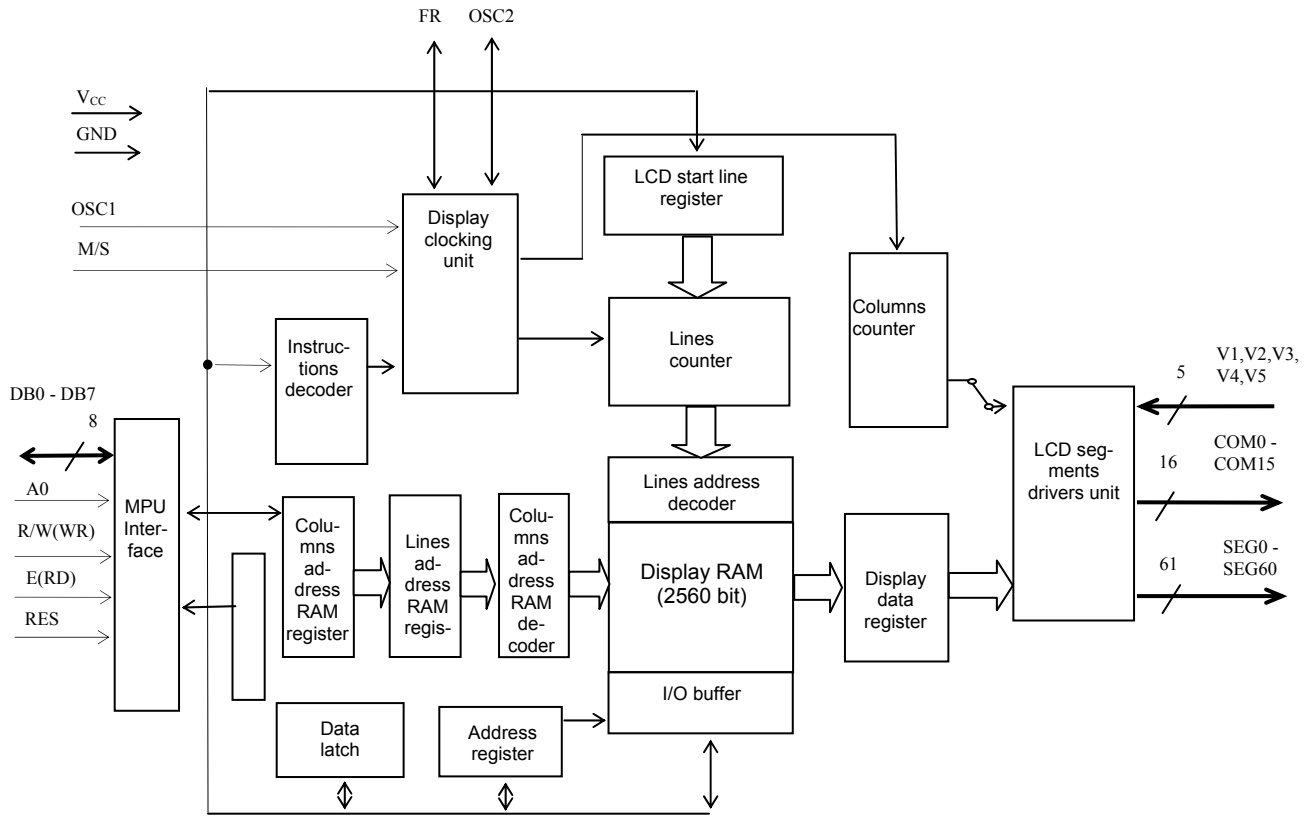 FR
OSC2
VCC
GND
OSC1
M/S
Display
clocking
unit
LCD start line
register
Columns
counter
Lines
counter
Instruc-
tions
decoder
DB0 - DB7
8
A0
R/W(WR)
E(RD)
RES
MPU
Inter-
face
Colu-
mns
ad-
dress
RAM
register
Lines
ad-
dress
RAM
regis-
Colu-
mns
ad-
dress
RAM
de-
coder
Lines address
decoder
Display RAM
(2560 bit)
I/O buffer
Display
data
register
LCD seg-
ments
drivers unit
5
V1,V2,V3,
V4,V5
16
COM0 -
COM15
61
SEG0 -
SEG60
Data
latch
Address
register